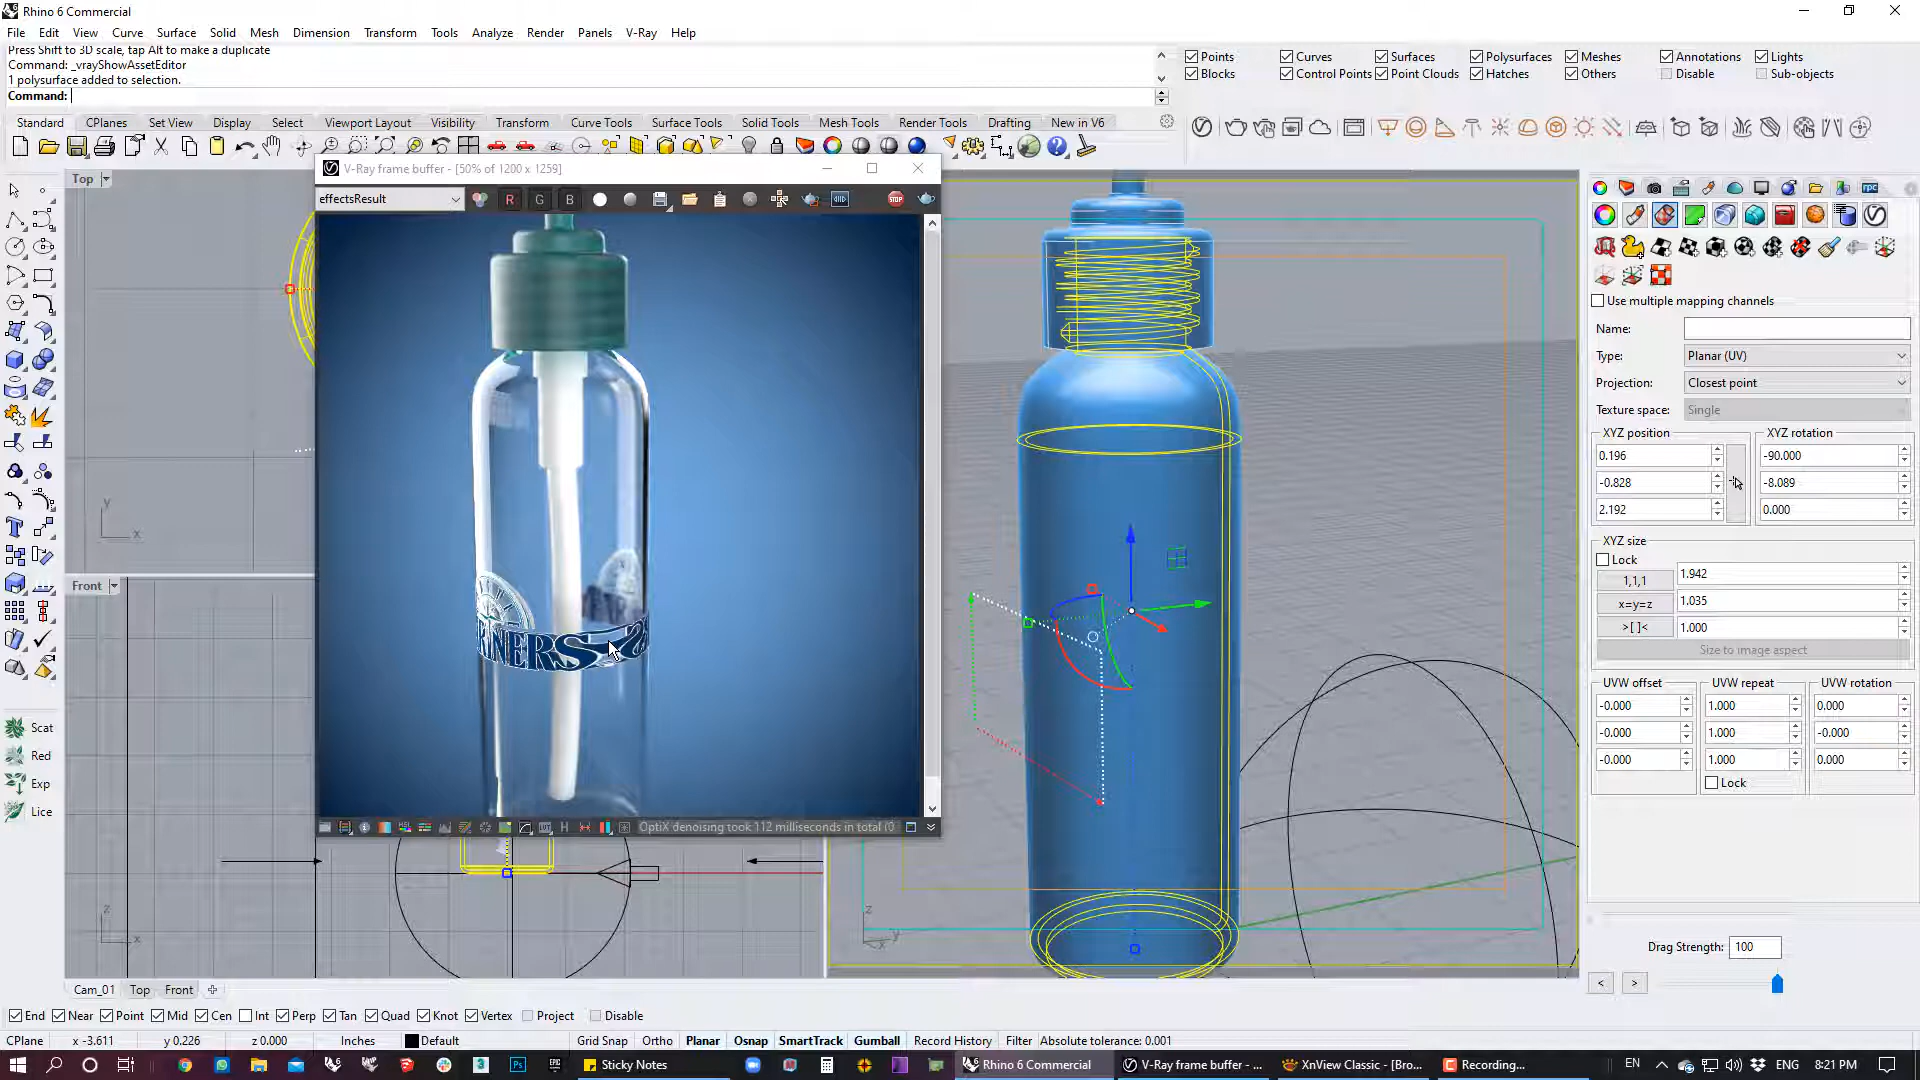 Rhino 6 Commercial
File Edit View Curve Surface Solid Mesh Dimension Transform Tools Analyze Render Panels V-Ray Help
Press Shift to 3D scale, tap Alt to make a duplicate
Command: _vrayShowAssetEditor
1 polysurface added to selection.
Command:
Points Curves Surfaces Polysurfaces Meshes Annotations Lights
Blocks Control Points Point Clouds Hatches Others Disable Sub-objects
Standard CPlanes Set View Display Select Viewport Layout Visibility Transform Curve Tools Surface Tools Solid Tools Mesh Tools Render Tools Drafting New in V6
V-Ray frame buffer - [50% of 1200 x 1259]
effectsResult
R G B
STOP
rpc
Top
Front
INERS
Use multiple mapping channels
Name:
Type: Planar (UV)
Projection: Closest point
Texture space: Single
XYZ position XYZ rotation
0.196 -90.000
-0.828 -8.089
2.192 0.000
XYZ size
Lock
1,1,1 1.942
x=y=z 1.035
>[ ]< 1.000
Size to image aspect
UVW offset UVW repeat UVW rotation
-0.000 1.000 0.000
-0.000 1.000 -0.000
-0.000 1.000 0.000
Lock
Scat
Red
Exp
Lice
y
x
z
x
z
x
y
OptiX denoising took 112 milliseconds in total (0
Drag Strength: 100
< >
Cam_01 Top Front
End Near Point Mid Cen Int Perp Tan Quad Knot Vertex Project Disable
CPlane x -3.611 y 0.226 z 0.000 Inches Default Grid Snap Ortho Planar Osnap SmartTrack Gumball Record History Filter Absolute tolerance: 0.001
Sticky Notes Rhino 6 Commercial V-Ray frame buffer - ... XnView Classic - [Bro... Recording... EN ENG 8:21 PM